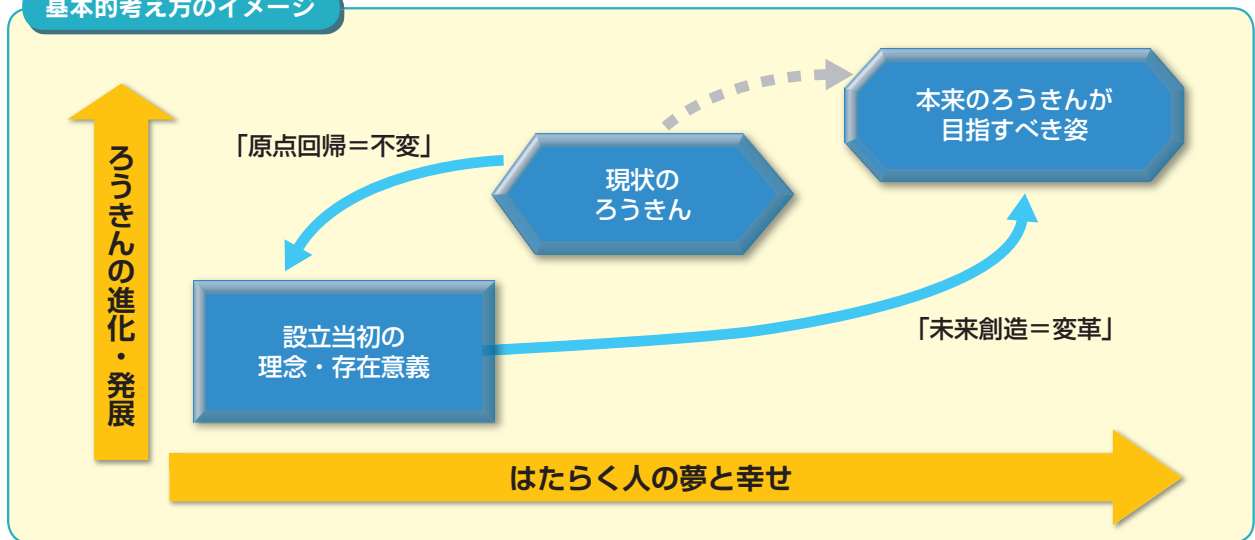 基本的考え方のイメージ
ろうきんの進化・発展
「原点回帰＝不変」
現状の
ろうきん
本来のろうきんが
目指すべき姿
設立当初の
理念・存在意義
「未来創造＝変革」
はたらく人の夢と幸せ